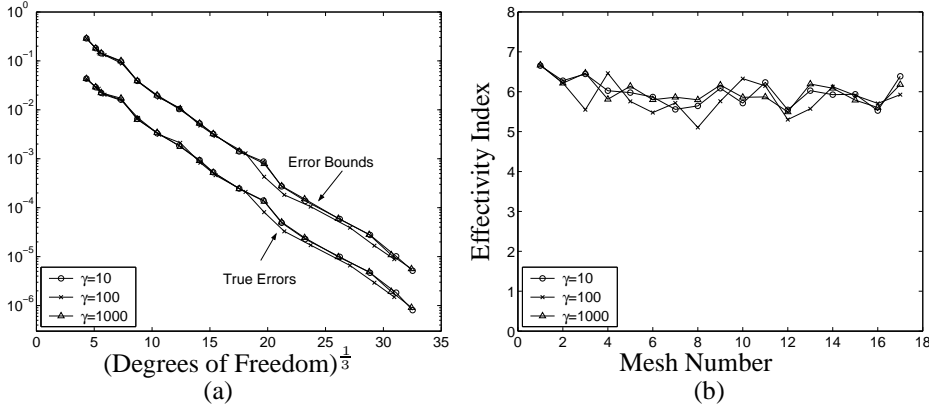 10^0
10^-1
10^-2
10^-3
10^-4
10^-5
10^-6
Error Bounds
True Errors
γ=10
γ=100
γ=1000
0 5 10 15 20 25 30 35
(Degrees of Freedom)^1/3
(a)
8
7
6
5
4
3
2
1
0
Effectivity Index
γ=10
γ=100
γ=1000
0 2 4 6 8 10 12 14 16 18
Mesh Number
(b)